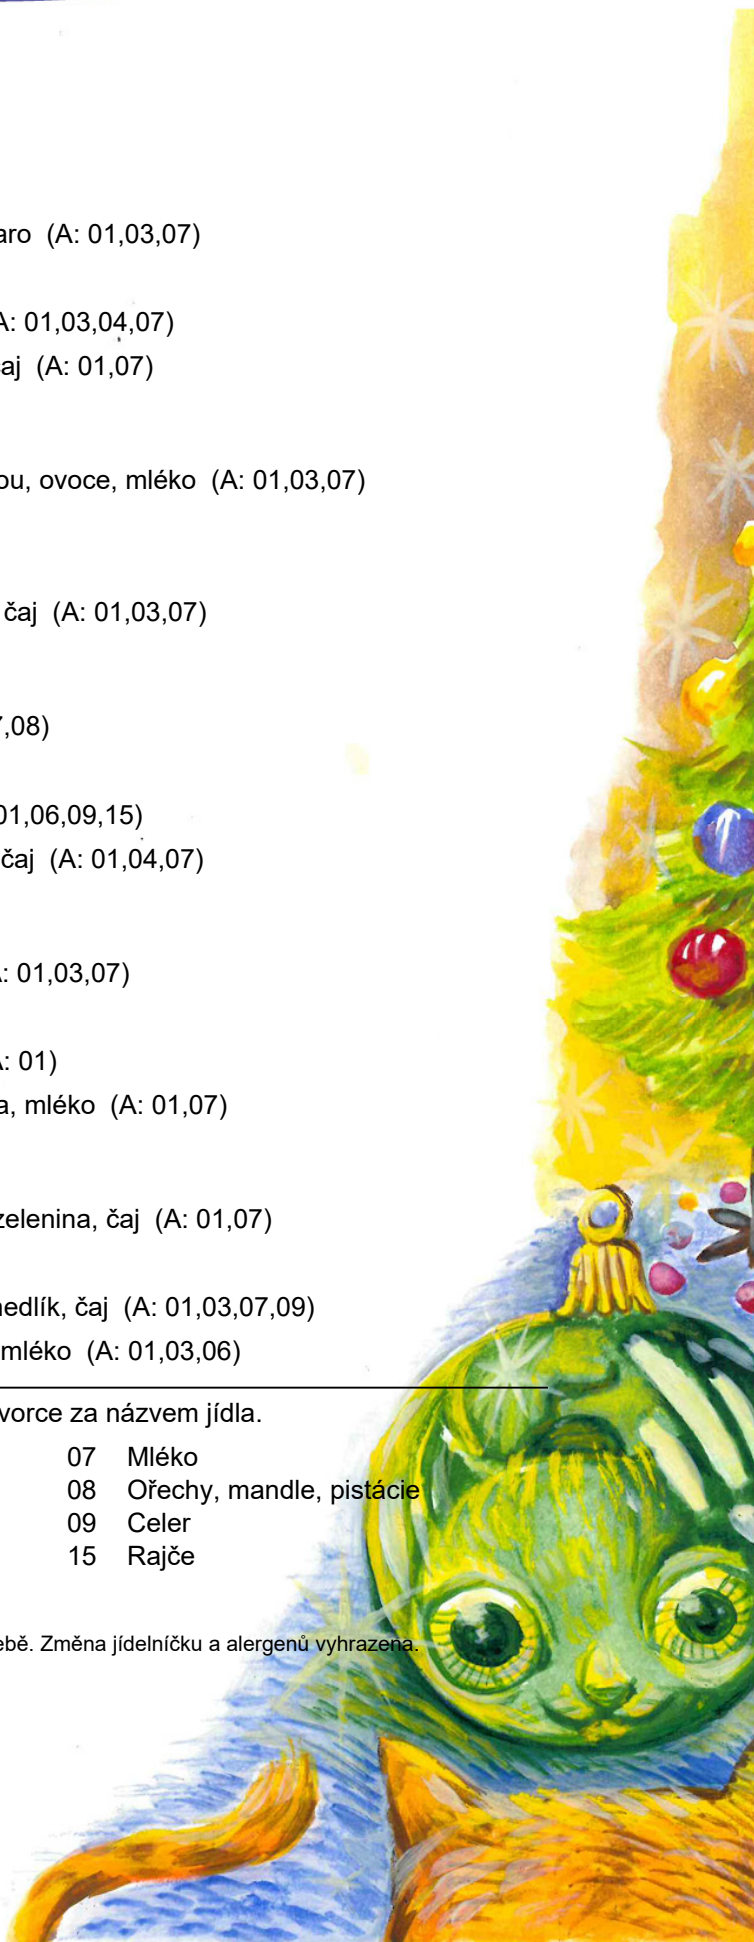 aro (A: 01,03,07)
A: 01,03,04,07)
aj (A: 01,07)
ou, ovoce, mléko (A: 01,03,07)
čaj (A: 01,03,07)
7,08)
01,06,09,15)
čaj (A: 01,04,07)
A: 01,03,07)
A: 01)
a, mléko (A: 01,07)
zelenina, čaj (A: 01,07)
nedlík, čaj (A: 01,03,07,09)
mléko (A: 01,03,06)
vorce za názvem jídla.
07 Mléko
08 Ořechy, mandle, pistácie
09 Celer
15 Rajče
ebě. Změna jídelníčku a alergenů vyhrazena.